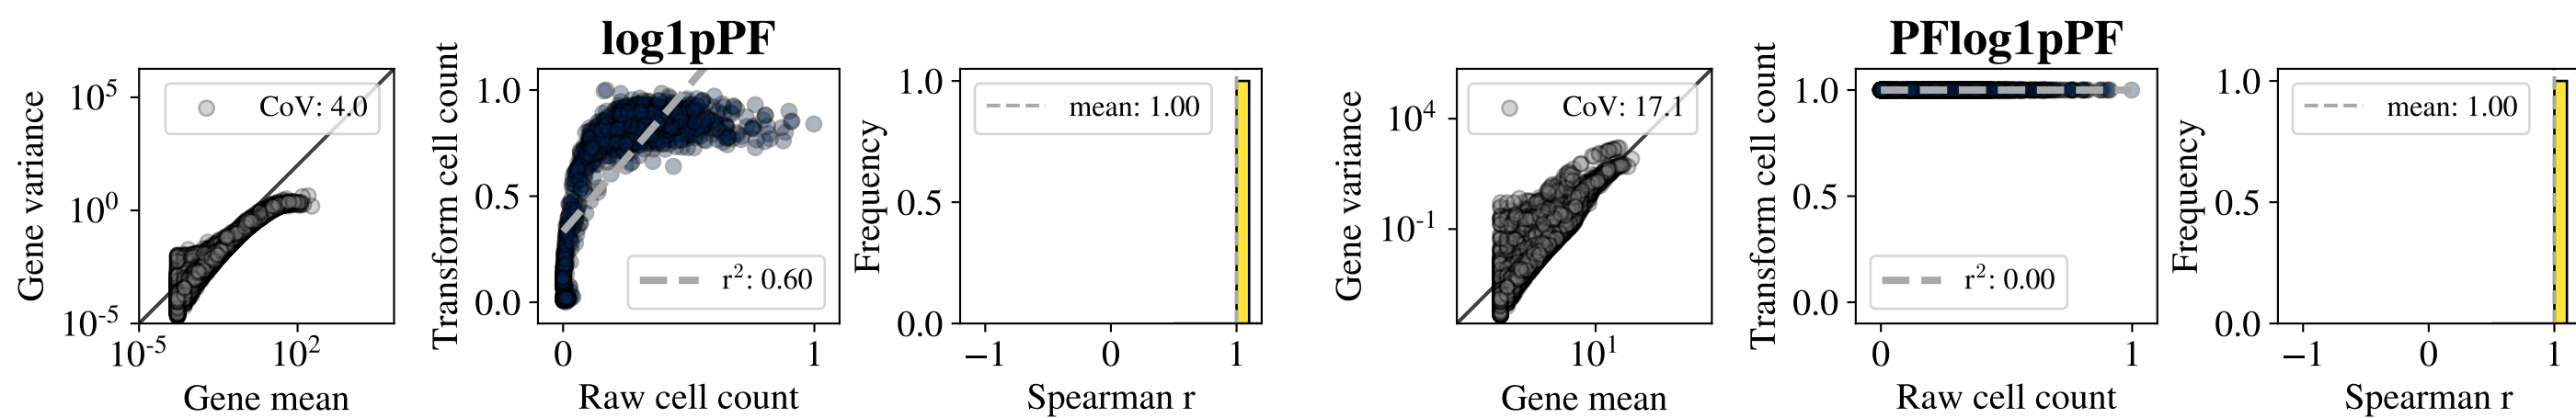 log1pPF
Gene variance
10^5
10^0
10^-5
CoV: 4.0
10^-5
10^2
Gene mean
Transform cell count
1.0
0.5
0.0
r²: 0.60
0
1
Raw cell count
Frequency
1.0
0.5
0.0
mean: 1.00
−1
0
1
Spearman r
PFlog1pPF
Gene variance
10^4
10^-1
CoV: 17.1
10^1
Gene mean
Transform cell count
1.0
0.5
0.0
r²: 0.00
0
1
Raw cell count
Frequency
1.0
0.5
0.0
mean: 1.00
−1
0
1
Spearman r